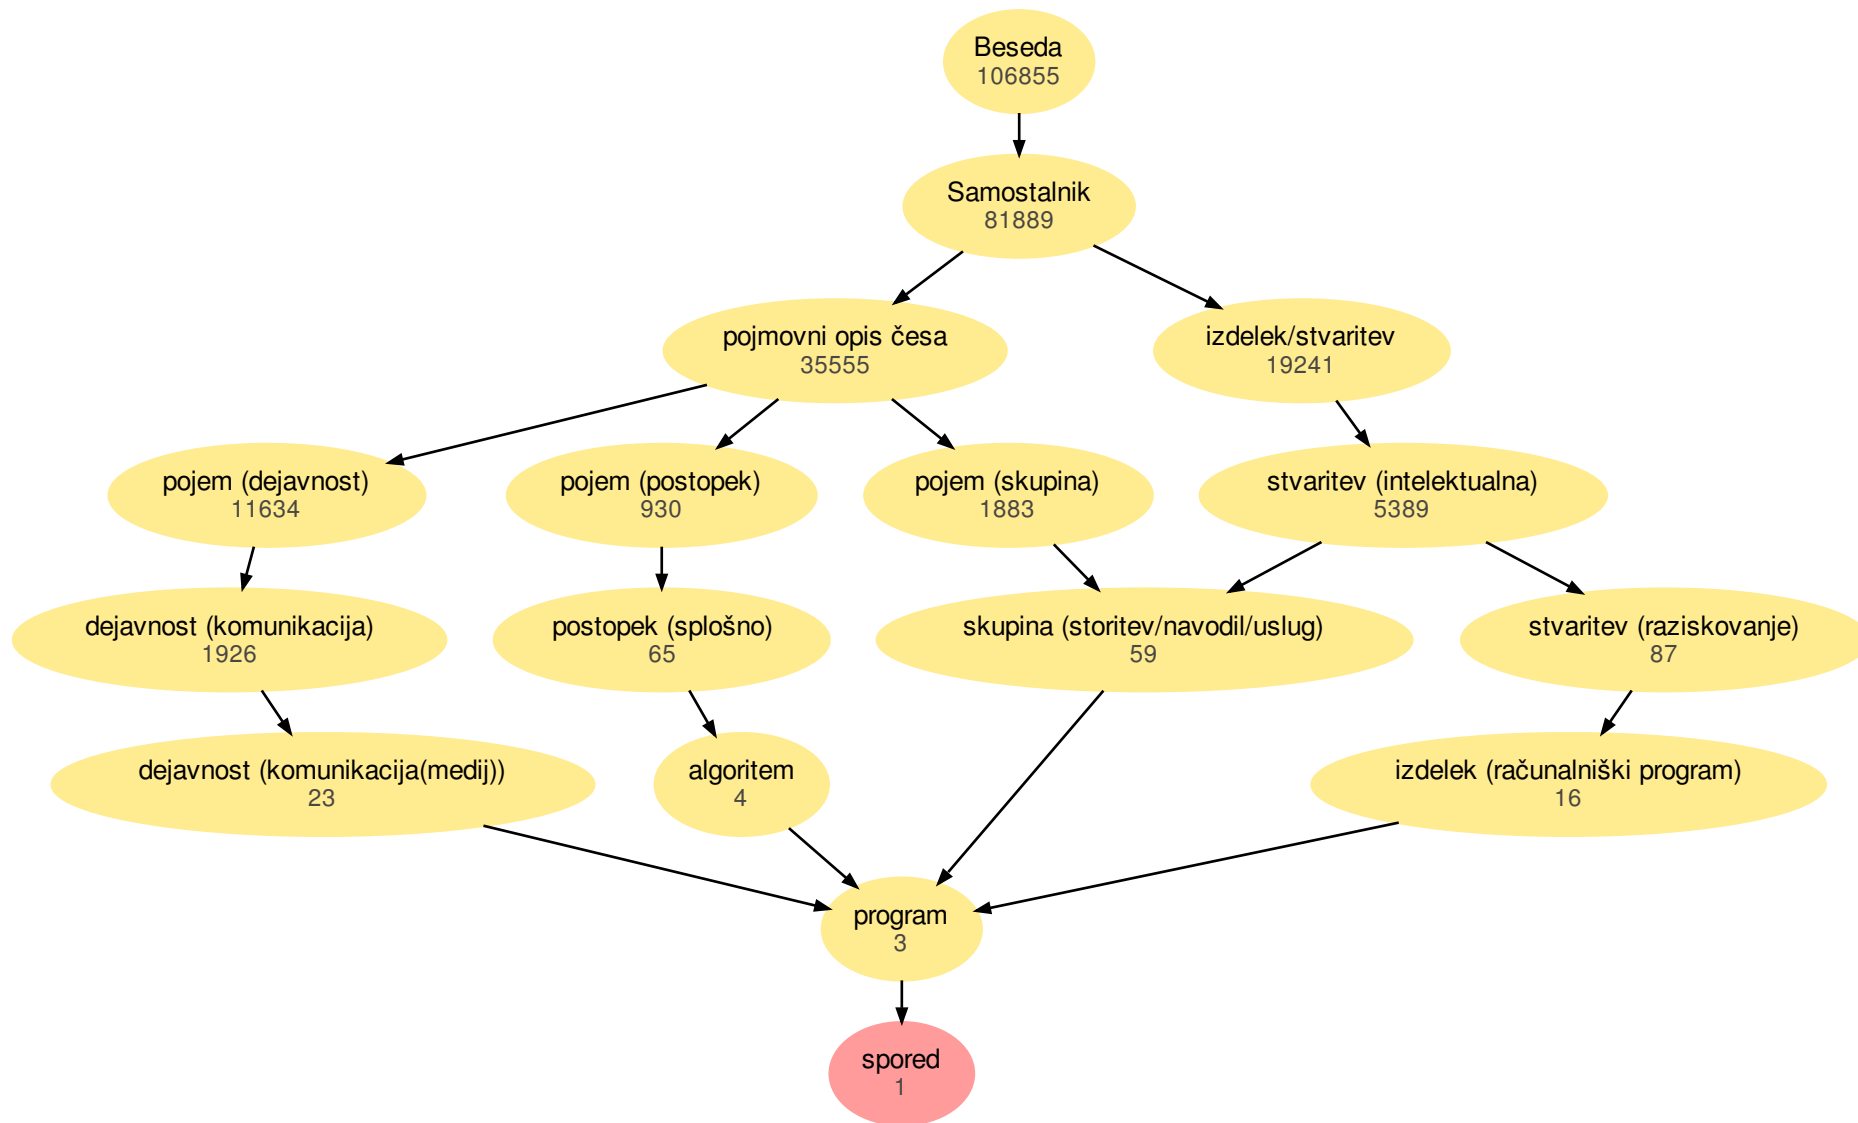 Beseda
106855
Samostalnik
81889
pojmovni opis česa
35555
izdelek/stvaritev
19241
pojem (dejavnost)
11634
pojem (postopek)
930
pojem (skupina)
1883
stvaritev (intelektualna)
5389
dejavnost (komunikacija)
1926
postopek (splošno)
65
skupina (storitev/navodil/uslug)
59
stvaritev (raziskovanje)
87
dejavnost (komunikacija(medij))
23
algoritem
4
izdelek (računalniški program)
16
program
3
spored
1